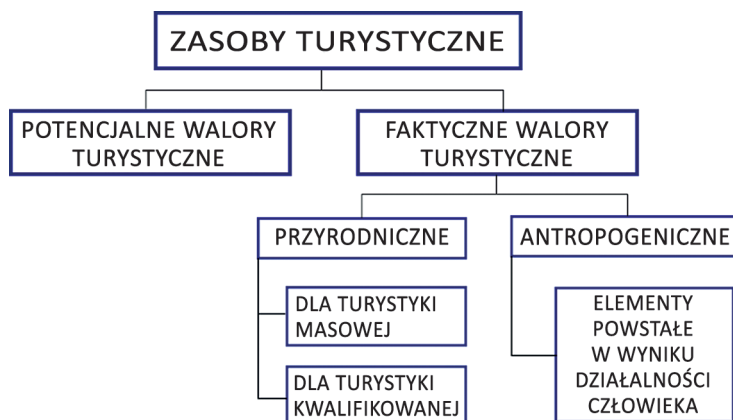 ZASOBY TURYSTYCZNE
POTENCJALNE WALORY
TURYSTYCZNE
FAKTYCZNE WALORY
TURYSTYCZNE
PRZYRODNICZNE
DLA TURYSTYKI
MASOWEJ
DLA TURYSTYKI
KWALIFIKOWANEJ
ANTROPOGENICZNE
ELEMENTY
POWSTAŁE
W WYNIKU
DZIAŁALNOŚCI
CZŁOWIEKA